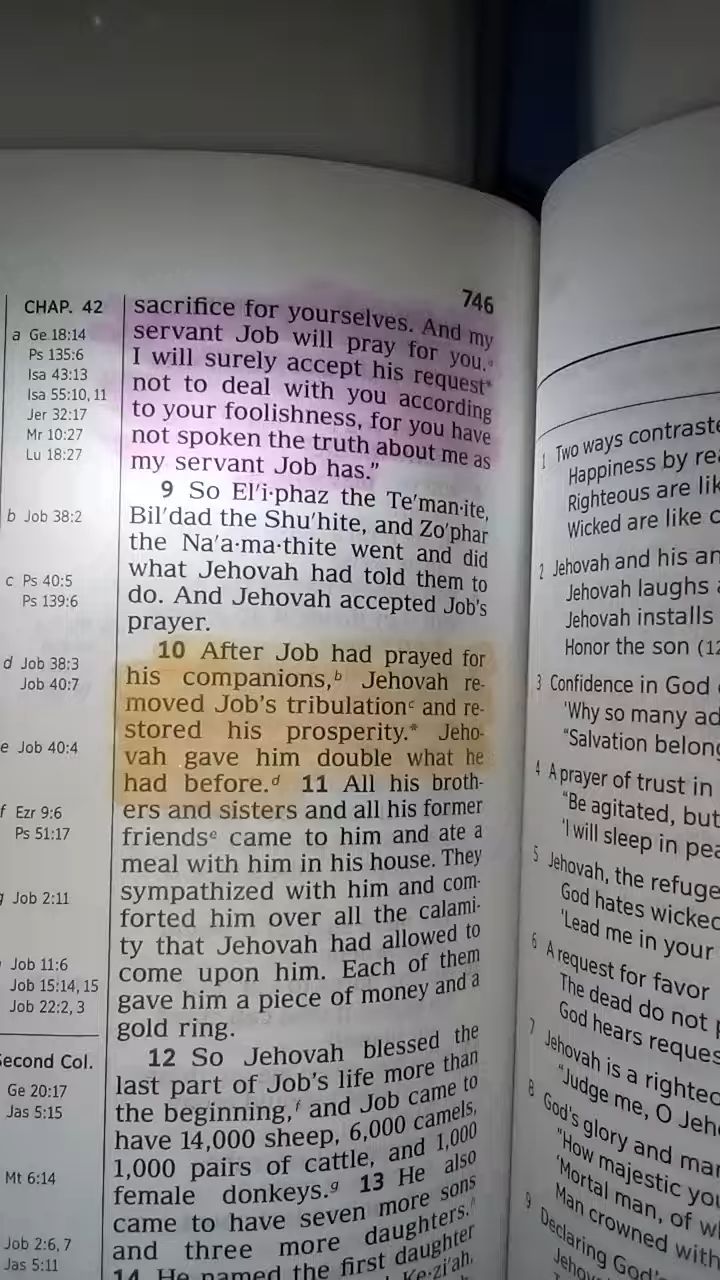 746
CHAP. 42
a Ge 18:14
Ps 135:6
Isa 43:13
Isa 55:10, 11
Jer 32:17
Mr 10:27
Lu 18:27
b Job 38:2
c Ps 40:5
Ps 139:6
d Job 38:3
Job 40:7
e Job 40:4
f Ezr 9:6
Ps 51:17
g Job 2:11
Job 11:6
Job 15:14, 15
Job 22:2, 3
Second Col.
Ge 20:17
Jas 5:15
Mt 6:14
Job 2:6, 7
Jas 5:11
sacrifice for yourselves. And my
servant Job will pray for you.a
I will surely accept his request*
not to deal with you according
to your foolishness, for you have
not spoken the truth about me as
my servant Job has.”
9 So El′i·phaz the Te′man·ite,
Bil′dad the Shu′hite, and Zo′phar
the Na′a·ma·thite went and did
what Jehovah had told them to
do. And Jehovah accepted Job’s
prayer.
10 After Job had prayed for
his companions,b Jehovah re-
moved Job’s tribulationc and re-
stored his prosperity.* Jeho-
vah gave him double what he
had before.d 11 All his broth-
ers and sisters and all his former
friendse came to him and ate a
meal with him in his house. They
sympathized with him and com-
forted him over all the calami-
ty that Jehovah had allowed to
come upon him. Each of them
gave him a piece of money and a
gold ring.
12 So Jehovah blessed the
last part of Job’s life more than
the beginning,f and Job came to
have 14,000 sheep, 6,000 camels,
1,000 pairs of cattle, and 1,000
female donkeys.g 13 He also
came to have seven more sons
and three more daughters.h
14 He named the first daughter
Ke·zi′ah,
1 Two ways
Happiness by
Righteous are
Wicked are like
2 Jehovah and his
Jehovah laughs
Jehovah installs
Honor the son (12
3 Confidence in God
‘Why so many
“Salvation
4 A prayer of trust in
“Be agitated, but
‘I will sleep in
5 Jehovah, the refuge
God hates wicked
‘Lead me in your
6 A request for favor
The dead do not
God hears
7 Jehovah is a
“Judge me, O
8 God’s glory and
“How majestic
‘Mortal man, of
Man crowned with
9 Declaring God’s